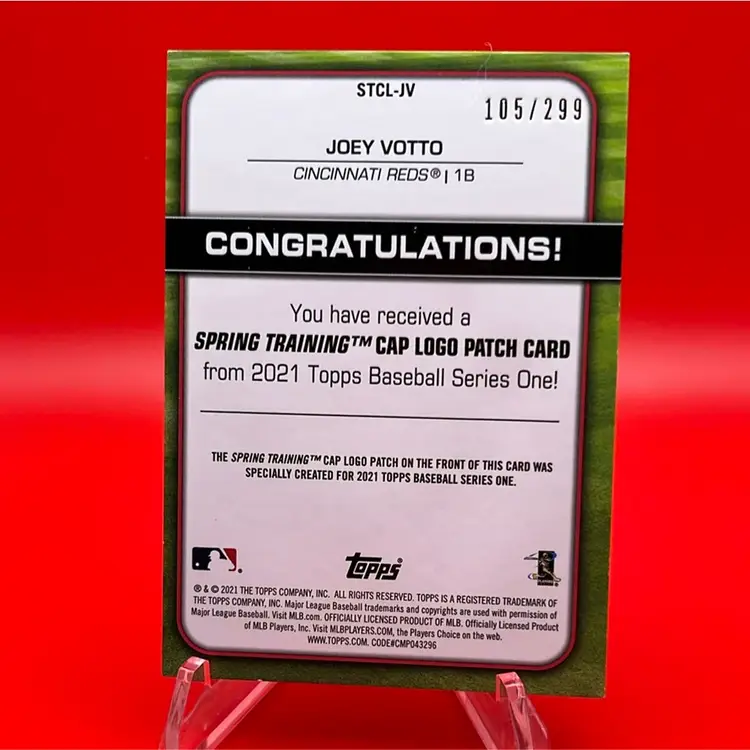 STCL-JV
105/299
JOEY VOTTO
CINCINNATI REDS® | 1B
CONGRATULATIONS!
You have received a
SPRING TRAINING™ CAP LOGO PATCH CARD
from 2021 Topps Baseball Series One!
THE SPRING TRAINING™ CAP LOGO PATCH ON THE FRONT OF THIS CARD WAS
SPECIALLY CREATED FOR 2021 TOPPS BASEBALL SERIES ONE.
topps®
® & © 2021 THE TOPPS COMPANY, INC. ALL RIGHTS RESERVED. TOPPS IS A REGISTERED TRADEMARK OF
THE TOPPS COMPANY, INC. Major League Baseball trademarks and copyrights are used with permission of
Major League Baseball. Visit MLB.com. OFFICIALLY LICENSED PRODUCT OF MLB. Officially Licensed Product
of MLB Players, Inc. Visit MLBPLAYERS.COM, the Players Choice on the web.
WWW.TOPPS.COM. CODE#CMP043296